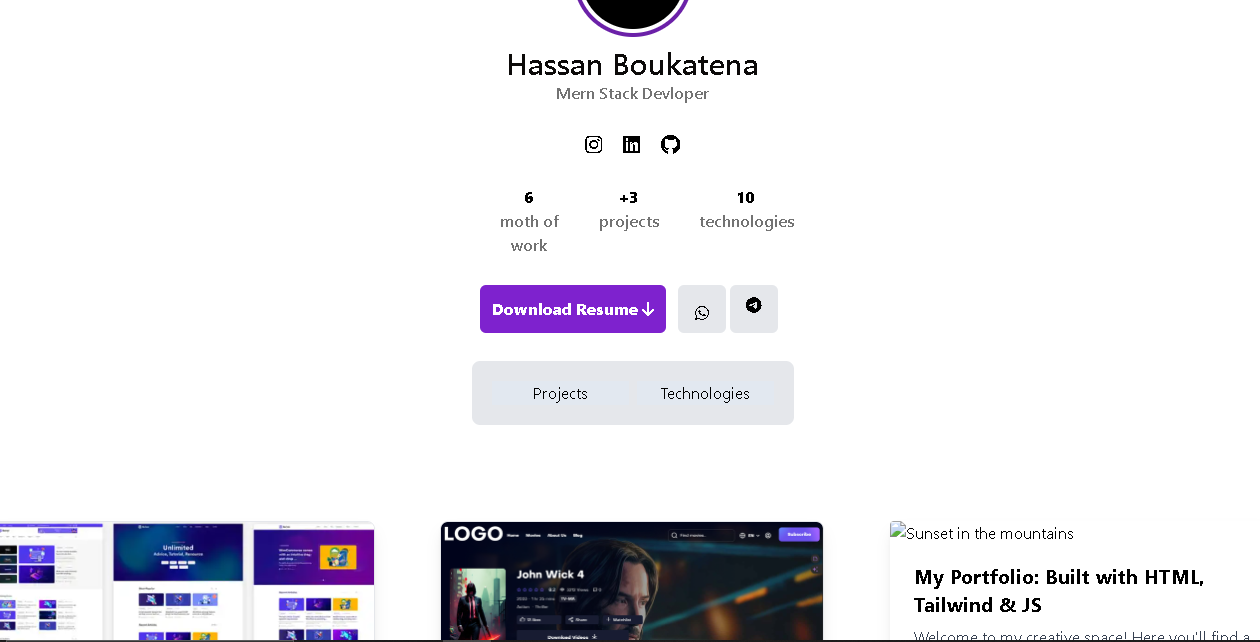 Hassan Boukatena
Mern Stack Devloper
6
moth of
work
+3
projects
10
technologies
Download Resume
Projects
Technologies
Unlimited
Advice, Tutorial, Resource
LOGO
Home Movies About Us Blog
Find movies...
EN
Subscribe
John Wick 4
Share
Watchlist
Download Videos
Sunset in the mountains
My Portfolio: Built with HTML,
Tailwind & JS
Welcome to my creative space! Here you'll find a